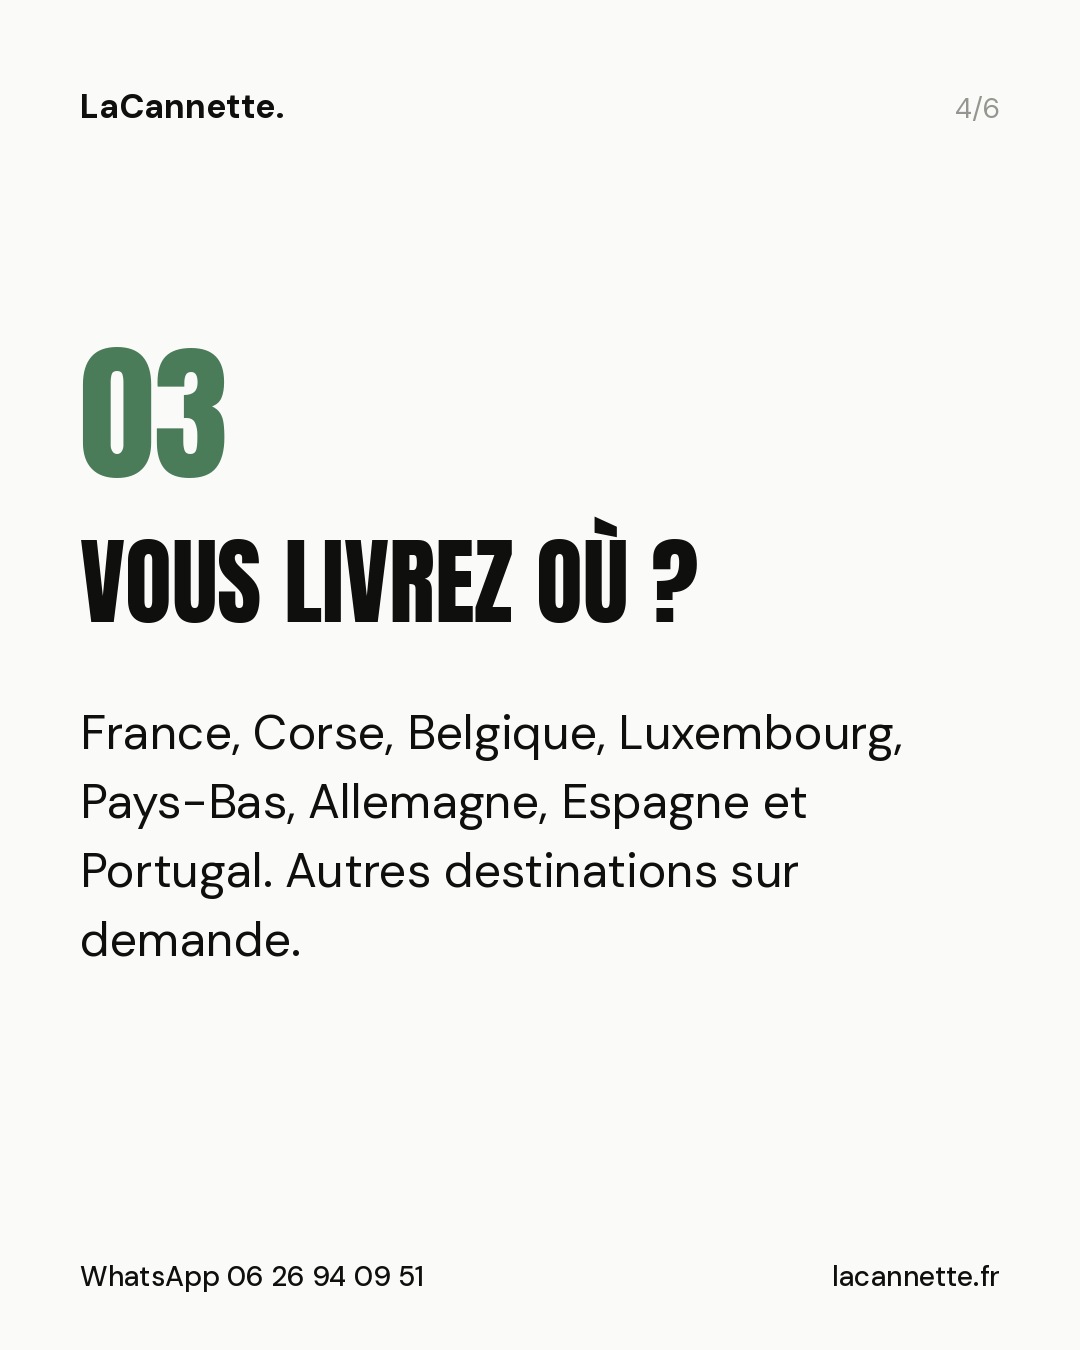 LaCannette.
4/6
03
VOUS LIVREZ OÙ ?
France, Corse, Belgique, Luxembourg,
Pays-Bas, Allemagne, Espagne et
Portugal. Autres destinations sur
demande.
WhatsApp 06 26 94 09 51
lacannette.fr